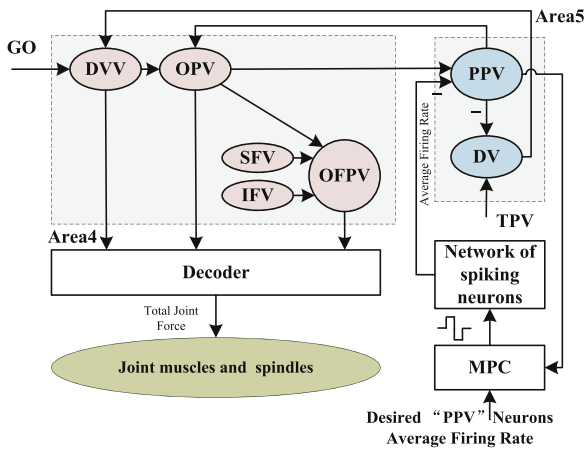 Area5
GO
DVV
OPV
PPV
Average Firing Rate
SFV
IFV
OFPV
DV
TPV
Area4
Decoder
Network of
spiking
neurons
Total Joint
Force
Joint muscles and spindles
MPC
Desired “PPV” Neurons
Average Firing Rate